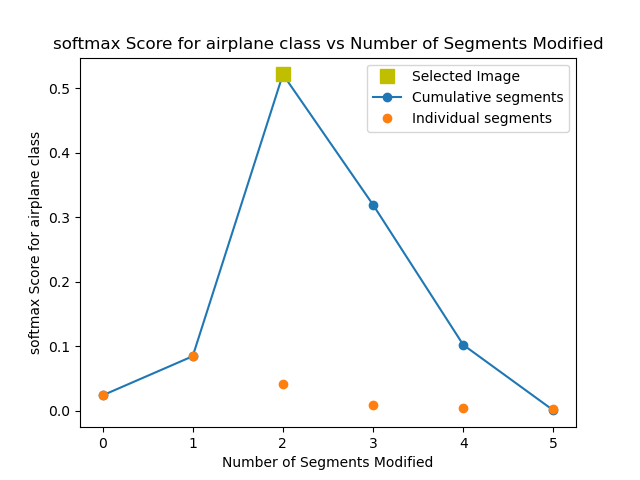 softmax Score for airplane class vs Number of Segments Modified
Selected Image
Cumulative segments
Individual segments
softmax Score for airplane class
0.5
0.4
0.3
0.2
0.1
0.0
0 1 2 3 4 5
Number of Segments Modified